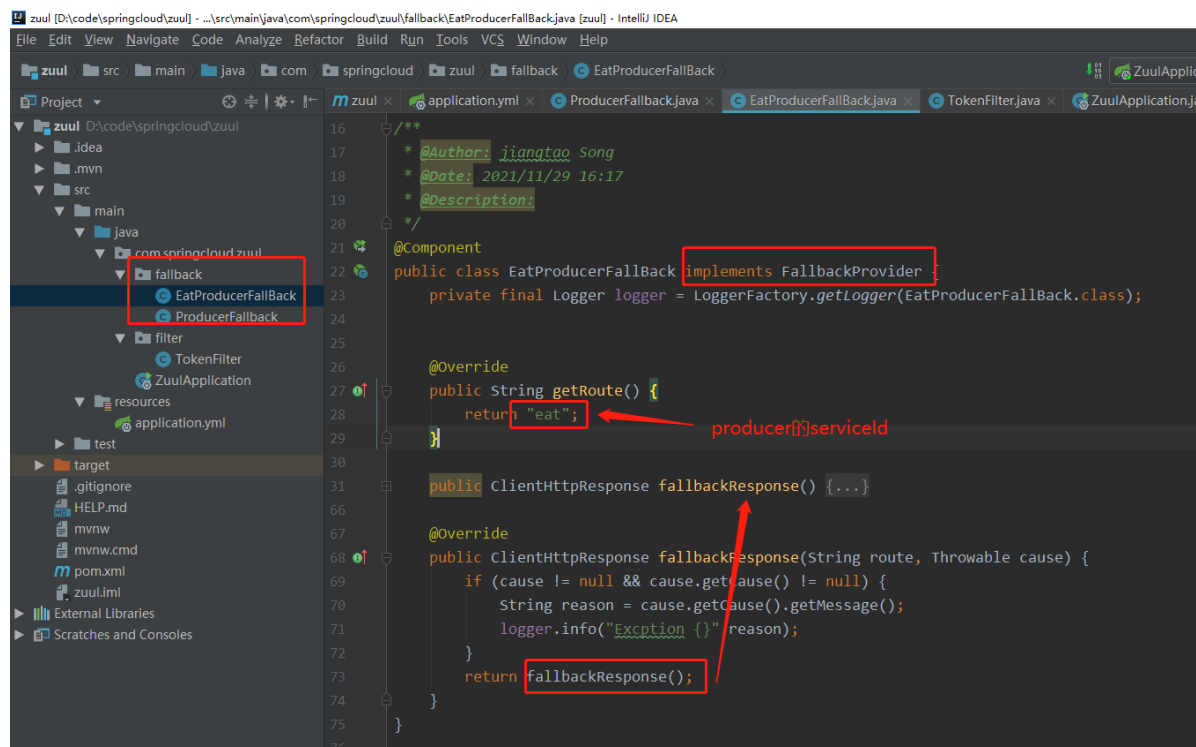 zuul [D:\code\springcloud\zuul] - ...\src\main\java\com\springcloud\zuul\fallback\EatProducerFallBack.java [zuul] - IntelliJ IDEA
File Edit View Navigate Code Analyze Refactor Build Run Tools VCS Window Help
zuul src main java com springcloud zuul fallback EatProducerFallBack ZuulApplic
Project
m zuul application.yml ProducerFallback.java EatProducerFallBack.java TokenFilter.java ZuulApplication.ja
zuul D:\code\springcloud\zuul
.idea
.mvn
src
main
java
com.springcloud.zuul
fallback
EatProducerFallBack
ProducerFallback
filter
TokenFilter
ZuulApplication
resources
application.yml
test
target
.gitignore
HELP.md
mvnw
mvnw.cmd
pom.xml
zuul.iml
External Libraries
Scratches and Consoles
16 /**
17 * @Author: jiangtao Song
18 * @Date: 2021/11/29 16:17
19 * @Description:
20 */
21 @Component
22 public class EatProducerFallBack implements FallbackProvider {
23 private final Logger logger = LoggerFactory.getLogger(EatProducerFallBack.class);
24
25
26 @Override
27 public String getRoute() {
28 return "eat";
producer的serviceId
29 }
30
31 public ClientHttpResponse fallbackResponse() {...}
66
67 @Override
68 public ClientHttpResponse fallbackResponse(String route, Throwable cause) {
69 if (cause != null && cause.getCause() != null) {
70 String reason = cause.getCause().getMessage();
71 logger.info("Excption {}", reason);
72 }
73 return fallbackResponse();
74 }
75 }